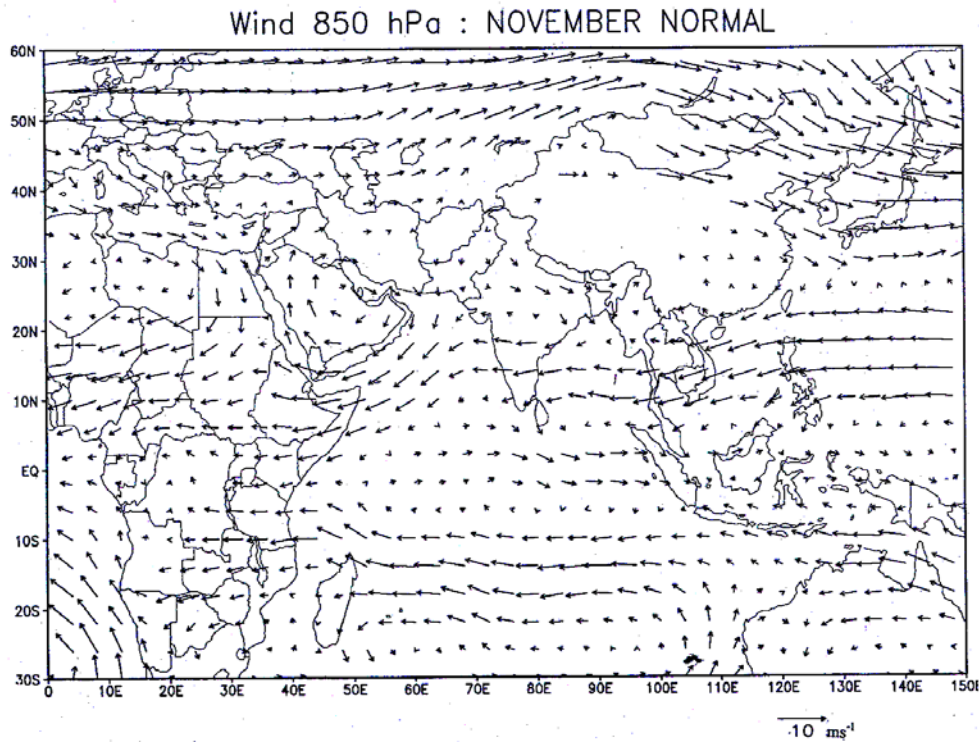 Wind 850 hPa : NOVEMBER NORMAL
60N
50N
40N
30N
20N
10N
EQ
10S
20S
30S
0 10E 20E 30E 40E 50E 60E 70E 80E 90E 100E 110E 120E 130E 140E 150E
10 ms⁻¹